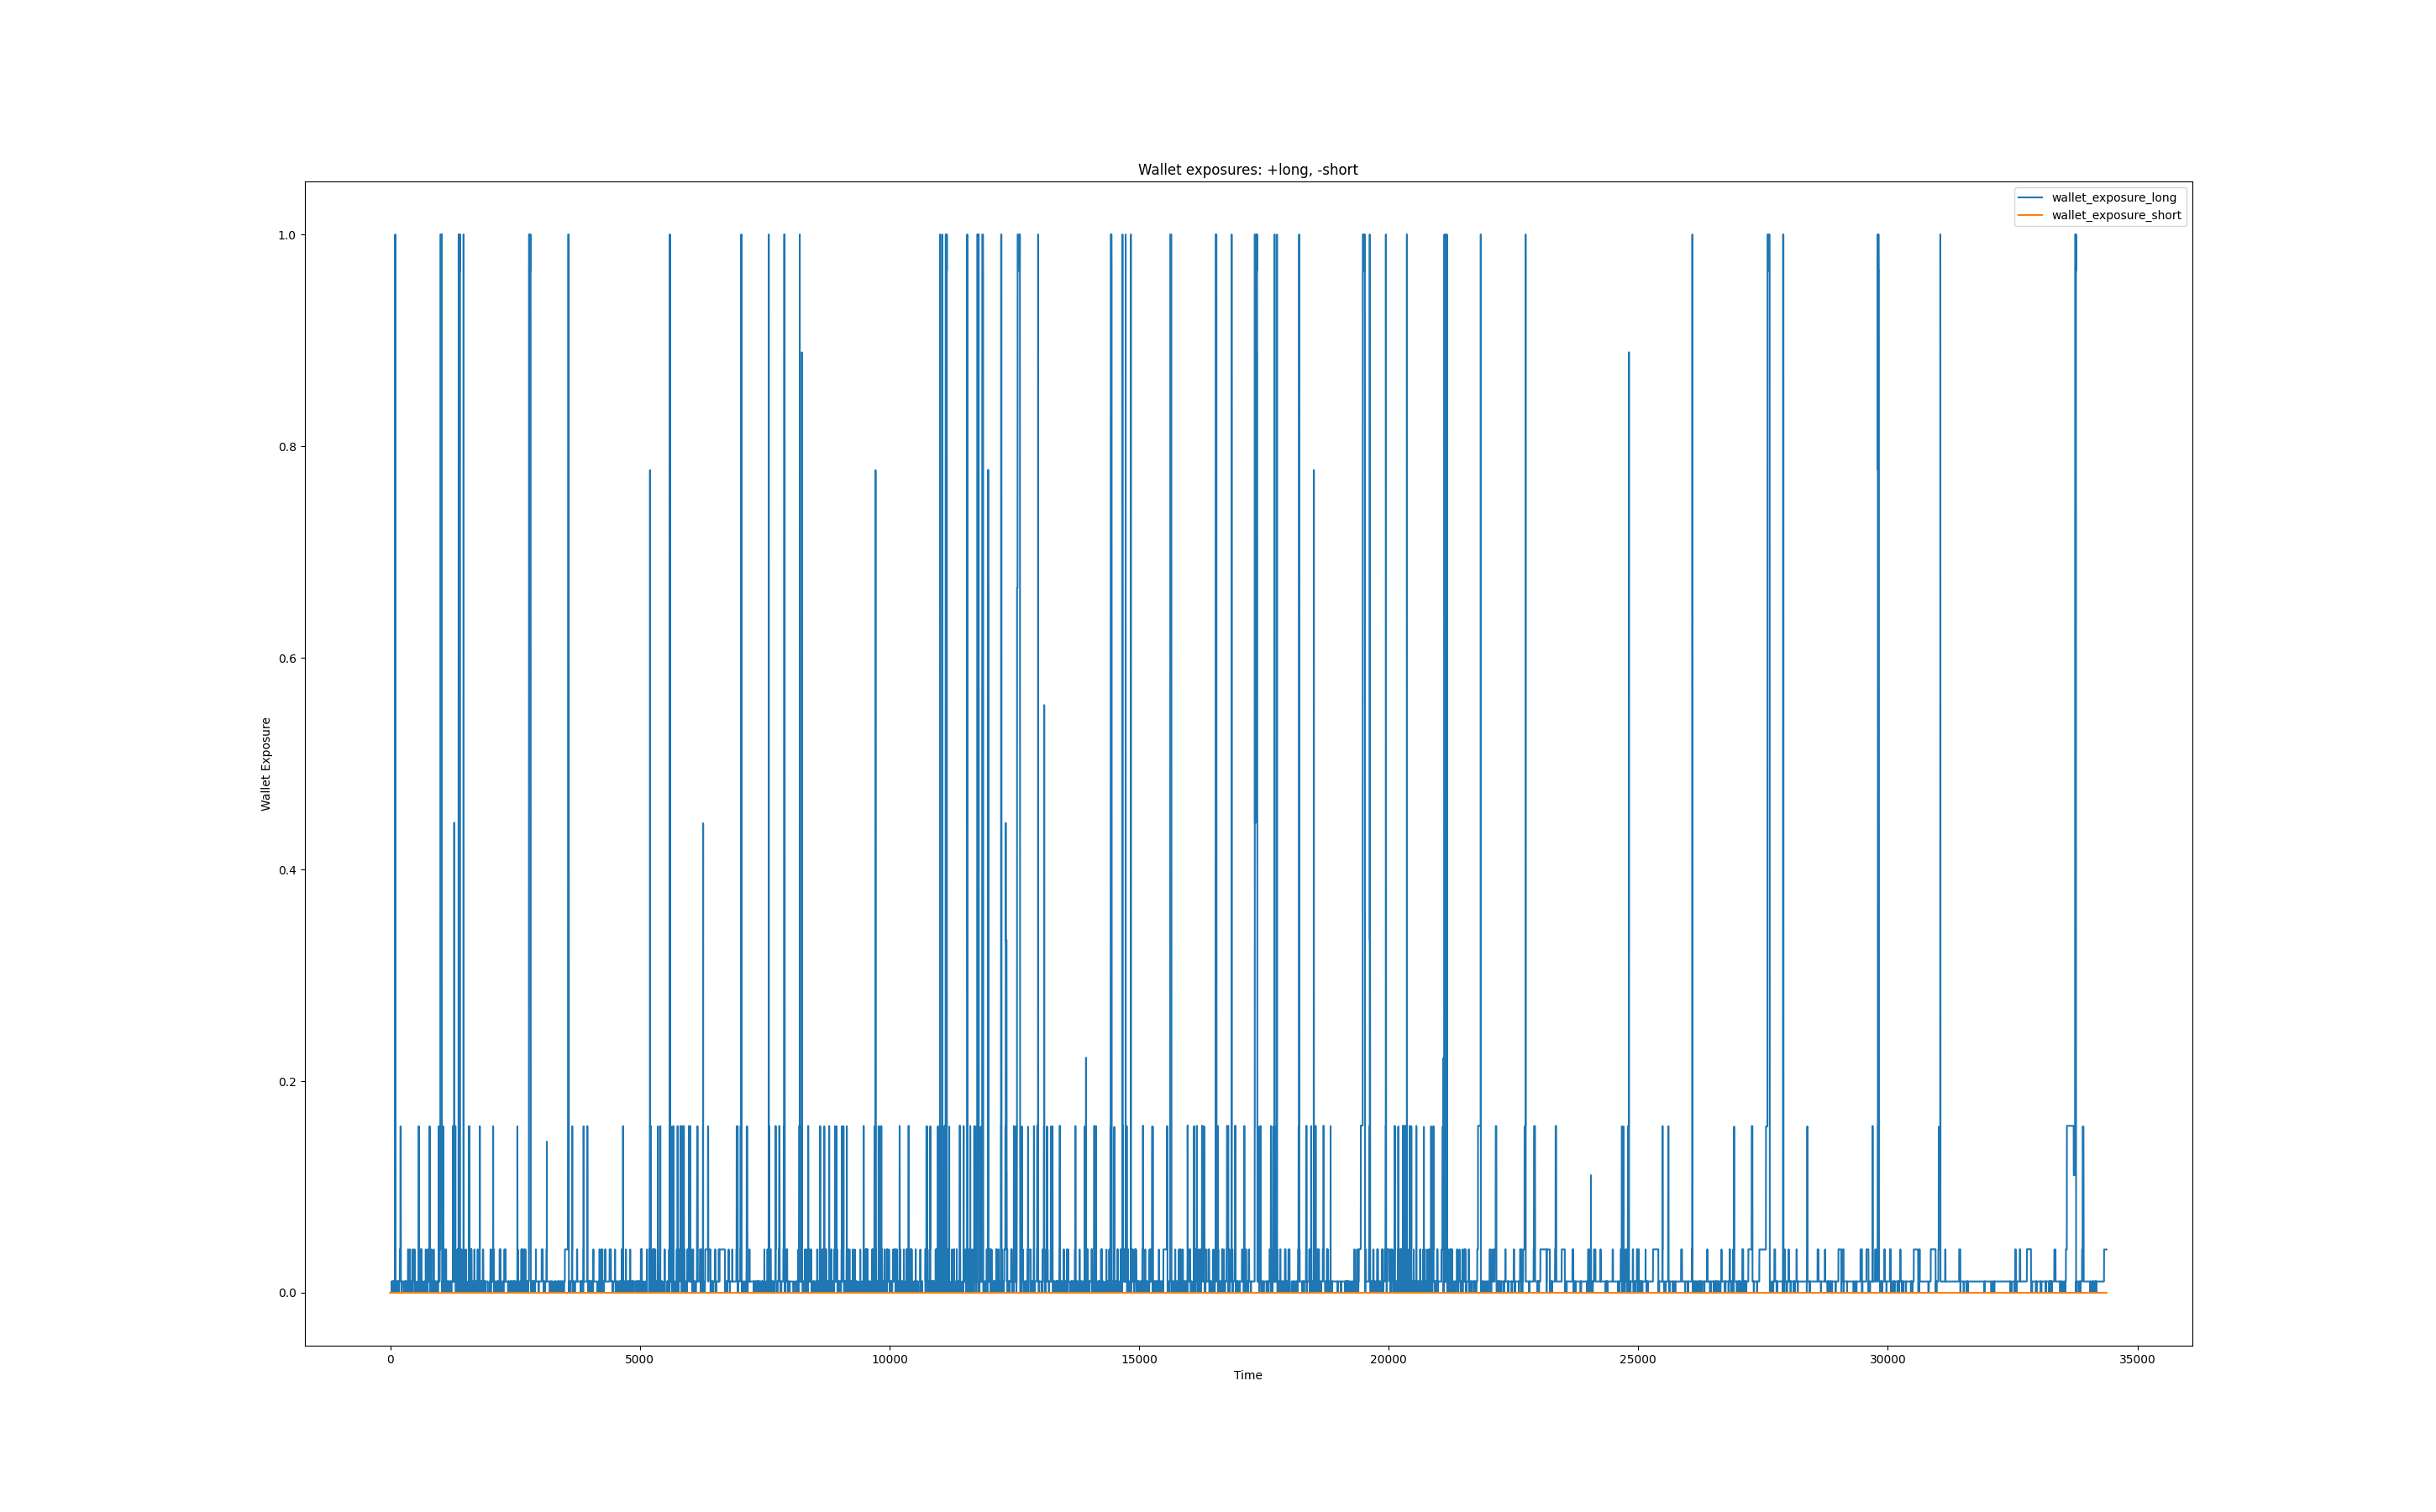 Wallet exposures: +long, -short
wallet_exposure_long
wallet_exposure_short
1.0
0.8
0.6
0.4
0.2
0.0
Wallet Exposure
0 5000 10000 15000 20000 25000 30000 35000
Time